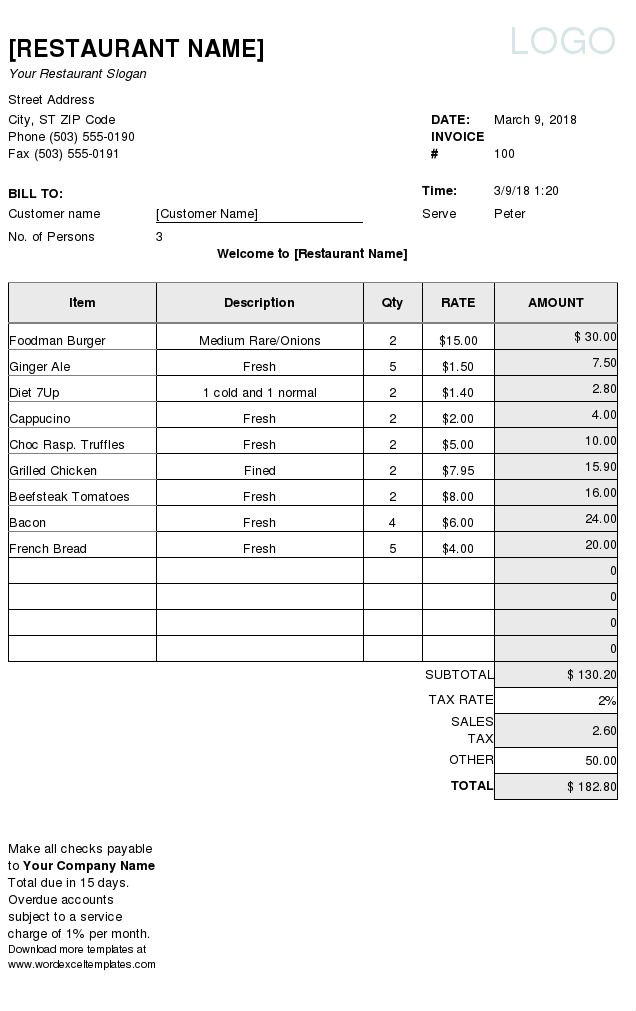 LOGO
[RESTAURANT NAME]
Your Restaurant Slogan
Street Address
City, ST ZIP Code
DATE: March 9, 2018
Phone (503) 555-0190
INVOICE
Fax (503) 555-0191
# 100
BILL TO:
Time: 3/9/18 1:20
Customer name [Customer Name]
Serve Peter
No. of Persons 3
Welcome to [Restaurant Name]
Item Description Qty RATE AMOUNT
Foodman Burger Medium Rare/Onions 2 $15.00 $ 30.00
Ginger Ale Fresh 5 $1.50 7.50
Diet 7Up 1 cold and 1 normal 2 $1.40 2.80
Cappucino Fresh 2 $2.00 4.00
Choc Rasp. Truffles Fresh 2 $5.00 10.00
Grilled Chicken Fined 2 $7.95 15.90
Beefsteak Tomatoes Fresh 2 $8.00 16.00
Bacon Fresh 4 $6.00 24.00
French Bread Fresh 5 $4.00 20.00
0
0
0
0
SUBTOTAL $ 130.20
TAX RATE 2%
SALES
TAX 2.60
OTHER 50.00
TOTAL $ 182.80
Make all checks payable
to Your Company Name
Total due in 15 days.
Overdue accounts
subject to a service
charge of 1% per month.
Download more templates at
www.wordexceltemplates.com